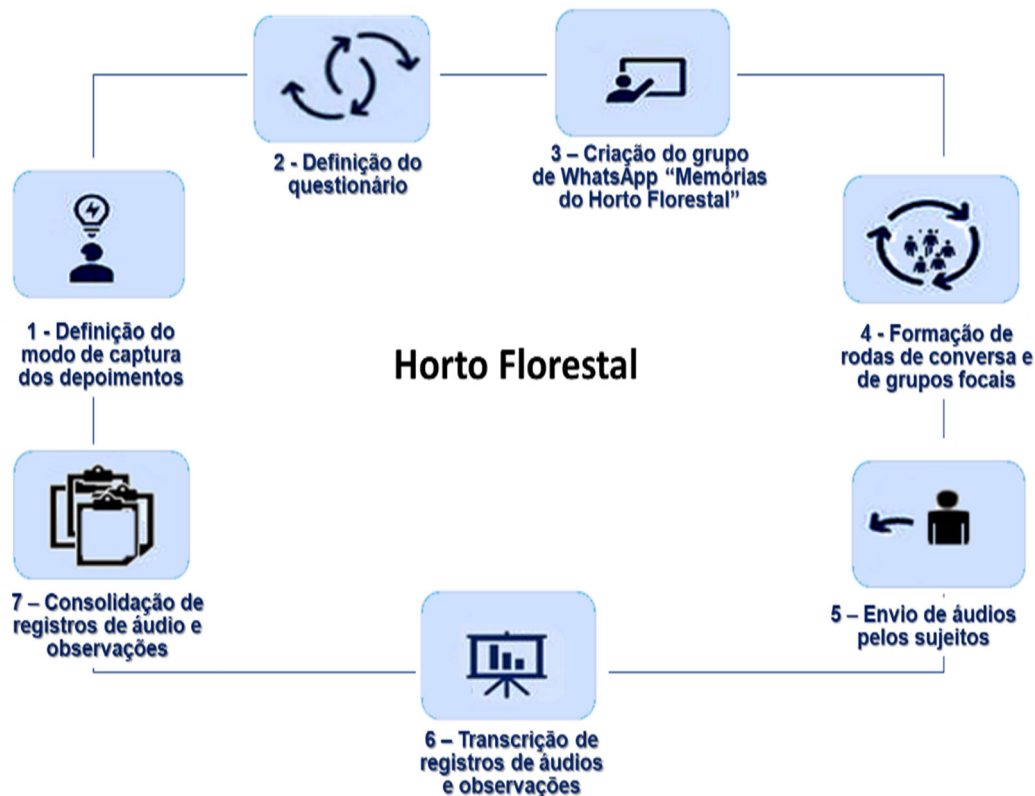 1 - Definição do
modo de captura
dos depoimentos
2 - Definição do
questionário
3 – Criação do grupo
de WhatsApp “Memórias
do Horto Florestal”
4 - Formação de
rodas de conversa e
de grupos focais
Horto Florestal
5 – Envio de áudios
pelos sujeitos
6 – Transcrição de
registros de áudios
e observações
7 – Consolidação de
registros de áudio e
observações